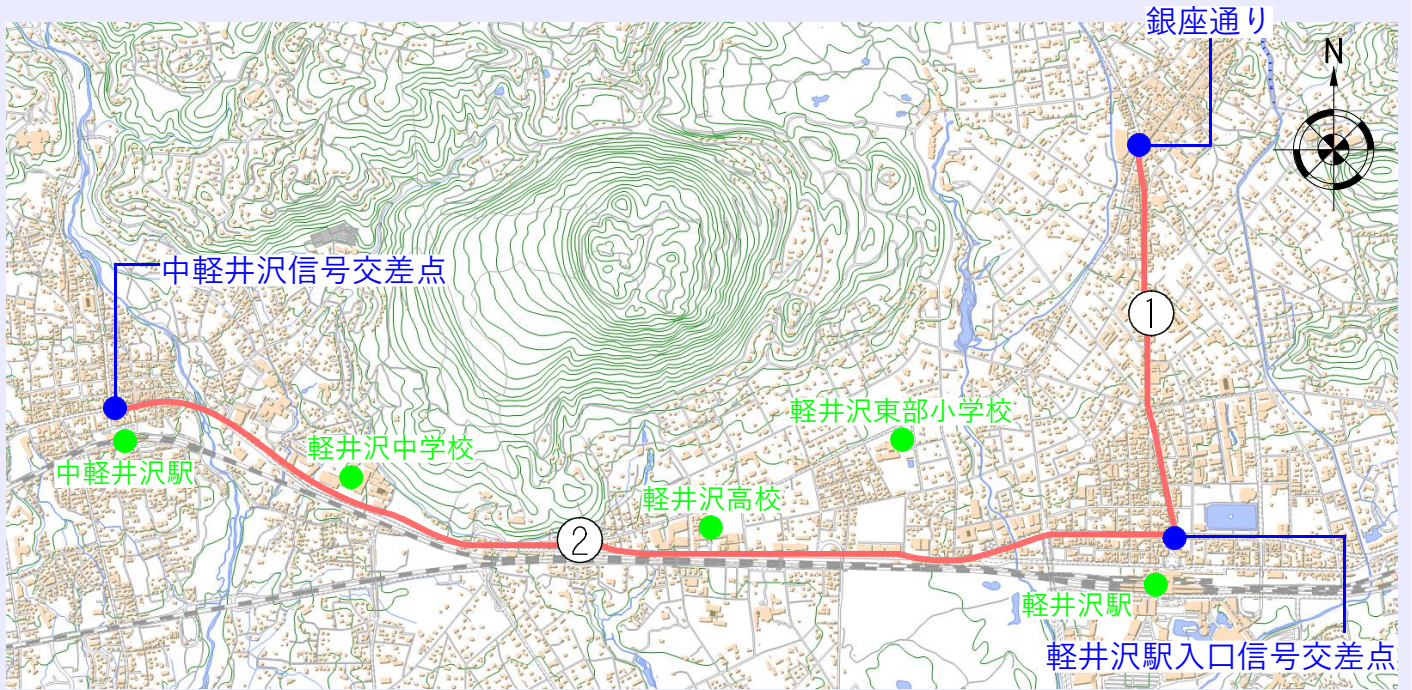 銀座通り
N
中軽井沢信号交差点
①
軽井沢東部小学校
軽井沢中学校
中軽井沢駅
軽井沢高校
②
軽井沢駅
軽井沢駅入口信号交差点